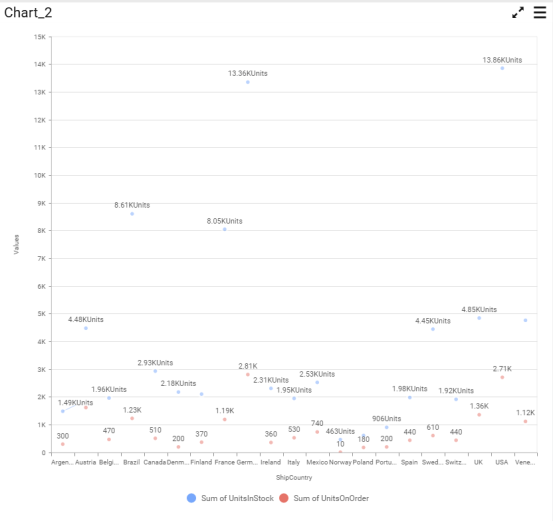 Chart_2
15K
14K
13K
12K
11K
10K
9K
8K
7K
6K
5K
4K
3K
2K
1K
0
Values
1.49KUnits
4.48KUnits
1.96KUnits
8.61KUnits
2.93KUnits
2.18KUnits
8.05KUnits
13.36KUnits
2.31KUnits
1.95KUnits
2.53KUnits
463Units
906Units
1.98KUnits
4.45KUnits
1.92KUnits
4.85KUnits
13.86KUnits
300
470
1.23K
510
200
370
1.19K
2.81K
360
530
740
10
180
200
440
610
440
1.36K
2.71K
1.12K
Argen... Austria Belgi... Brazil Canada Denm... Finland France Germ... Ireland Italy Mexico Norway Poland Portu... Spain Swed... Switz... UK USA Vene...
ShipCountry
Sum of UnitsInStock Sum of UnitsOnOrder